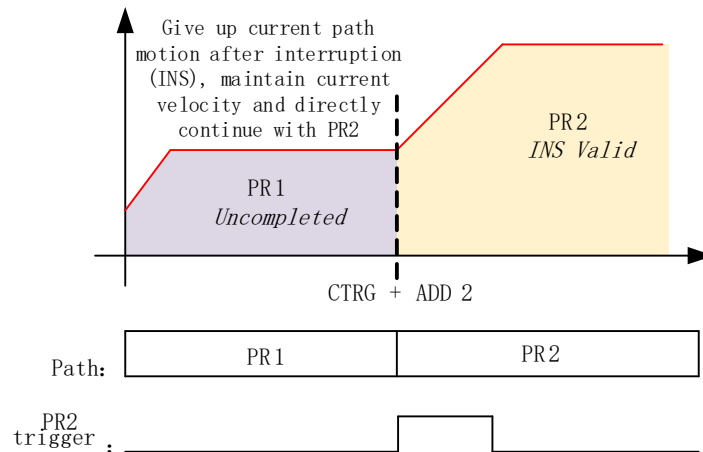 Give up current path
motion after interruption
(INS), maintain current
velocity and directly
continue with PR2
PR2
INS Valid
PR1
Uncompleted
CTRG + ADD 2
Path:
PR1
PR2
PR2
trigger :